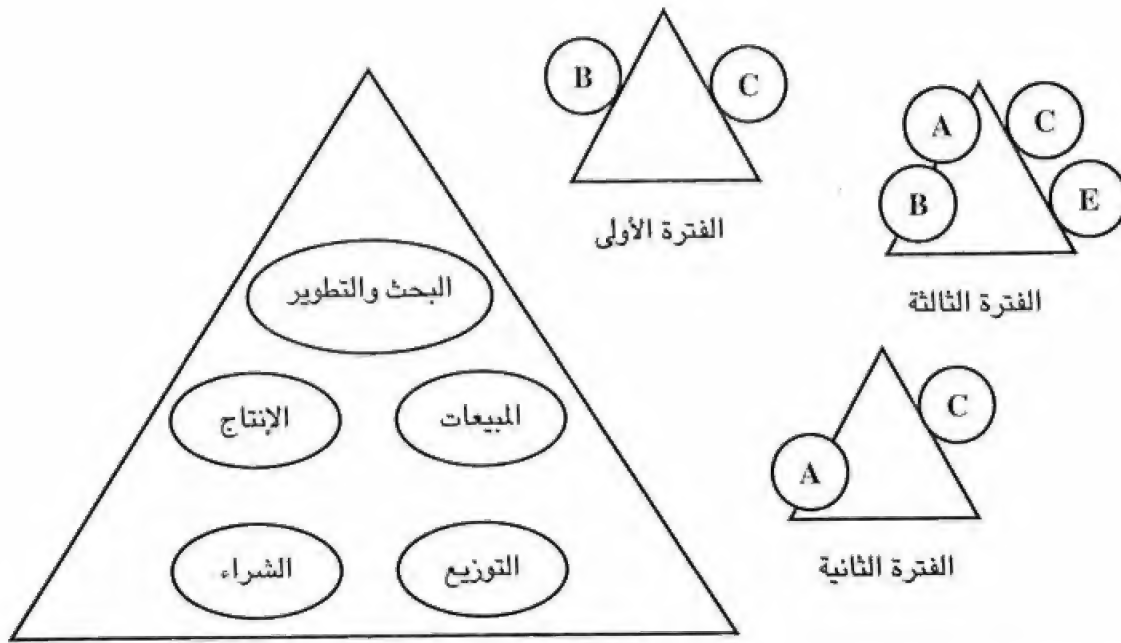 B
C
الفترة الأولى
A
C
B
E
الفترة الثالثة
البحث والتطوير
المبيعات
الإنتاج
A
C
الفترة الثانية
التوزيع
الشراء